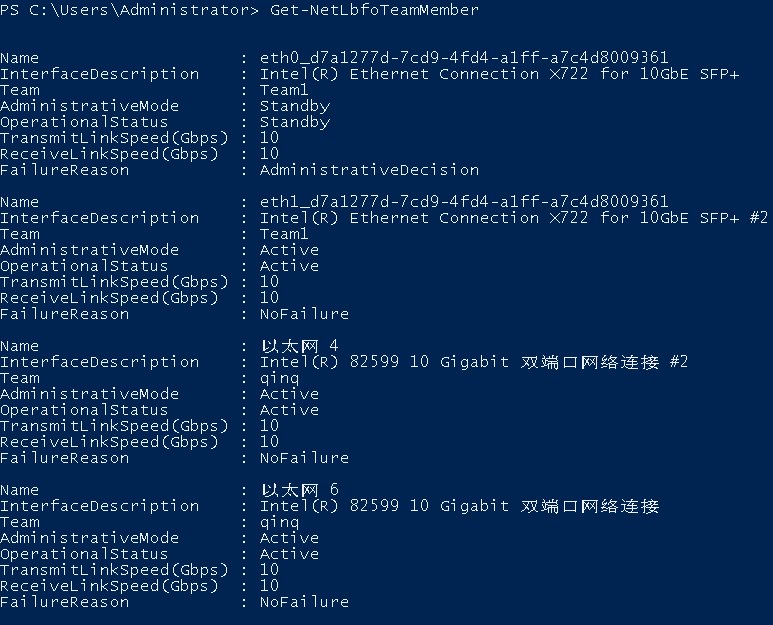 PS C:\Users\Administrator> Get-NetLbfoTeamMember
Name : eth0_d7a1277d-7cd9-4fd4-a1ff-a7c4d8009361
InterfaceDescription : Intel(R) Ethernet Connection X722 for 10GbE SFP+
Team : Team1
AdministrativeMode : Standby
OperationalStatus : Standby
TransmitLinkSpeed(Gbps) : 10
ReceiveLinkSpeed(Gbps) : 10
FailureReason : AdministrativeDecision
Name : eth1_d7a1277d-7cd9-4fd4-a1ff-a7c4d8009361
InterfaceDescription : Intel(R) Ethernet Connection X722 for 10GbE SFP+ #2
Team : Team1
AdministrativeMode : Active
OperationalStatus : Active
TransmitLinkSpeed(Gbps) : 10
ReceiveLinkSpeed(Gbps) : 10
FailureReason : NoFailure
Name : 以太网 4
InterfaceDescription : Intel(R) 82599 10 Gigabit 双端口网络连接 #2
Team : qinq
AdministrativeMode : Active
OperationalStatus : Active
TransmitLinkSpeed(Gbps) : 10
ReceiveLinkSpeed(Gbps) : 10
FailureReason : NoFailure
Name : 以太网 6
InterfaceDescription : Intel(R) 82599 10 Gigabit 双端口网络连接
Team : qinq
AdministrativeMode : Active
OperationalStatus : Active
TransmitLinkSpeed(Gbps) : 10
ReceiveLinkSpeed(Gbps) : 10
FailureReason : NoFailure